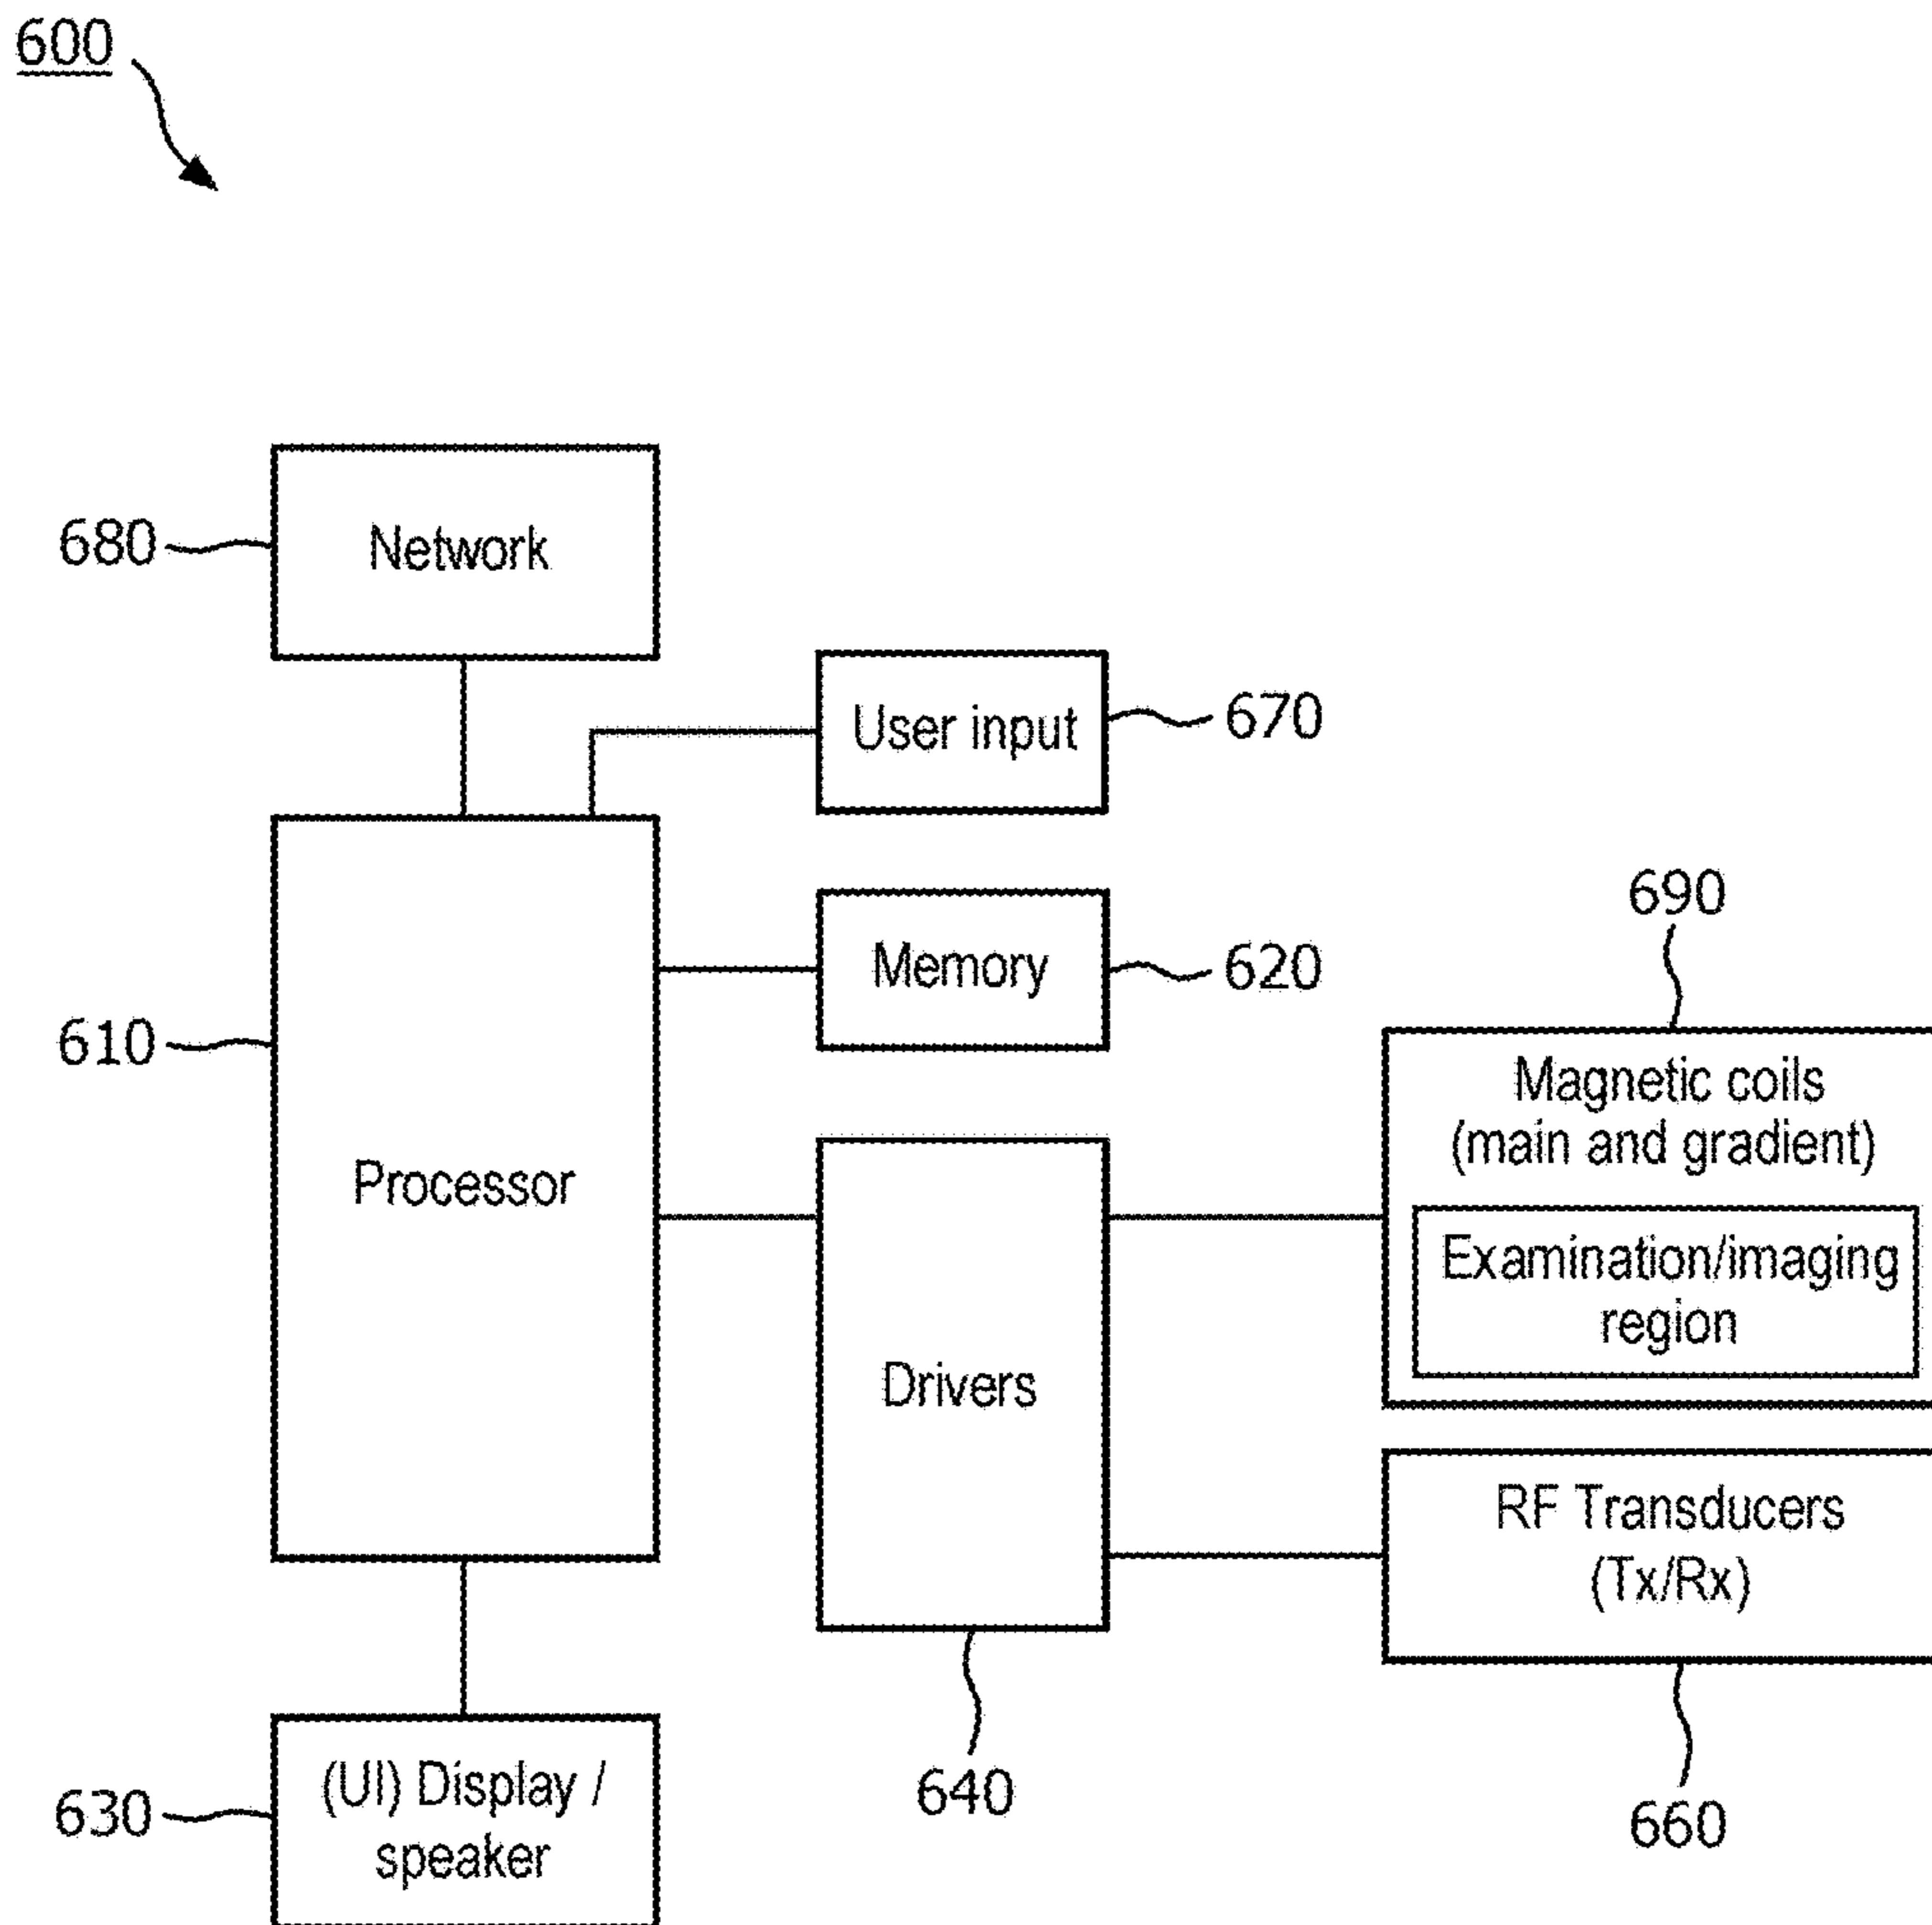 600
680
Network
User input
670
Memory
620
690
610
Magnetic coils
(main and gradient)
Processor
Examination/imaging
region
Drivers
RF Transducers
(Tx/Rx)
(UI) Display /
speaker
630
640
660